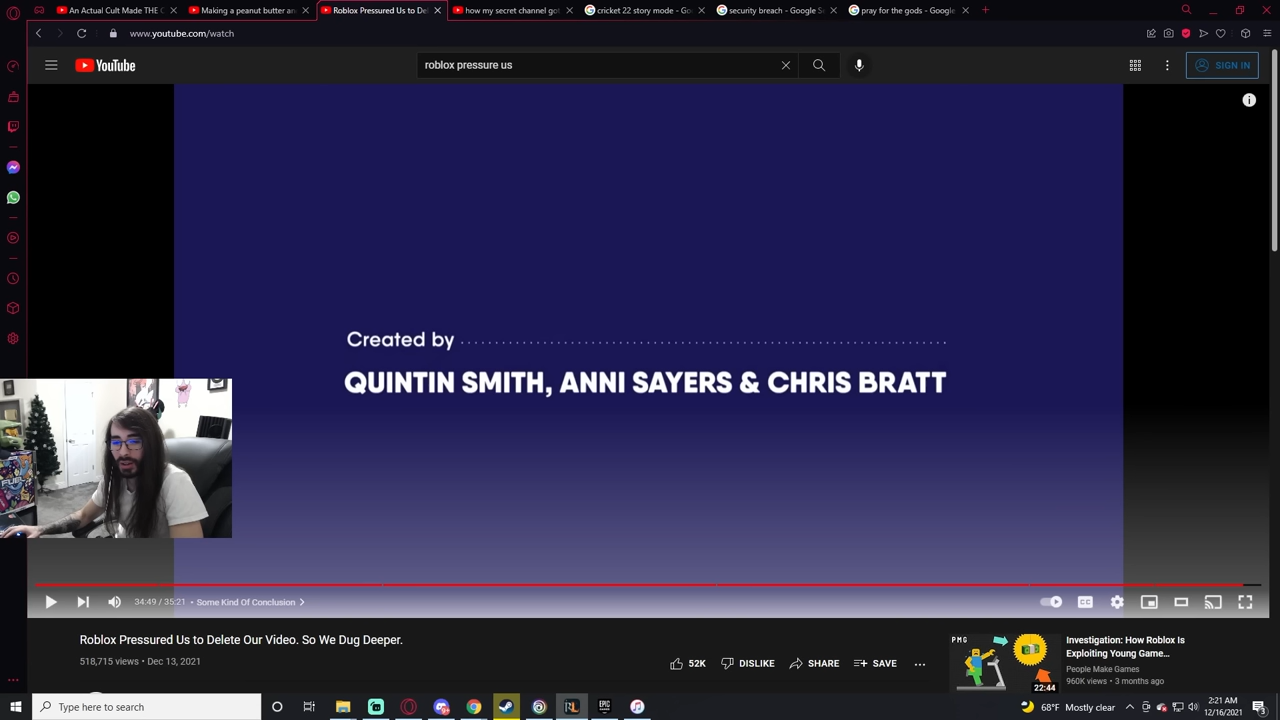 An Actual Cult Made THE C
Making a peanut butter an
Roblox Pressured Us to De
how my secret channel go
cricket 22 story mode - Go
security breach - Google S
pray for the gods - Google
www.youtube.com/watch
YouTube
roblox pressure us
SIGN IN
Created by
QUINTIN SMITH, ANNI SAYERS & CHRIS BRATT
FUEL
34:49 / 35:21 • Some Kind Of Conclusion
CC
Roblox Pressured Us to Delete Our Video. So We Dug Deeper.
518,715 views • Dec 13, 2021
52K
DISLIKE
SHARE
SAVE
PMG
22:44
Investigation: How Roblox Is
Exploiting Young Game…
People Make Games
960K views • 3 months ago
Type here to search
EPIC
68°F Mostly clear
2:21 AM
12/16/2021
3